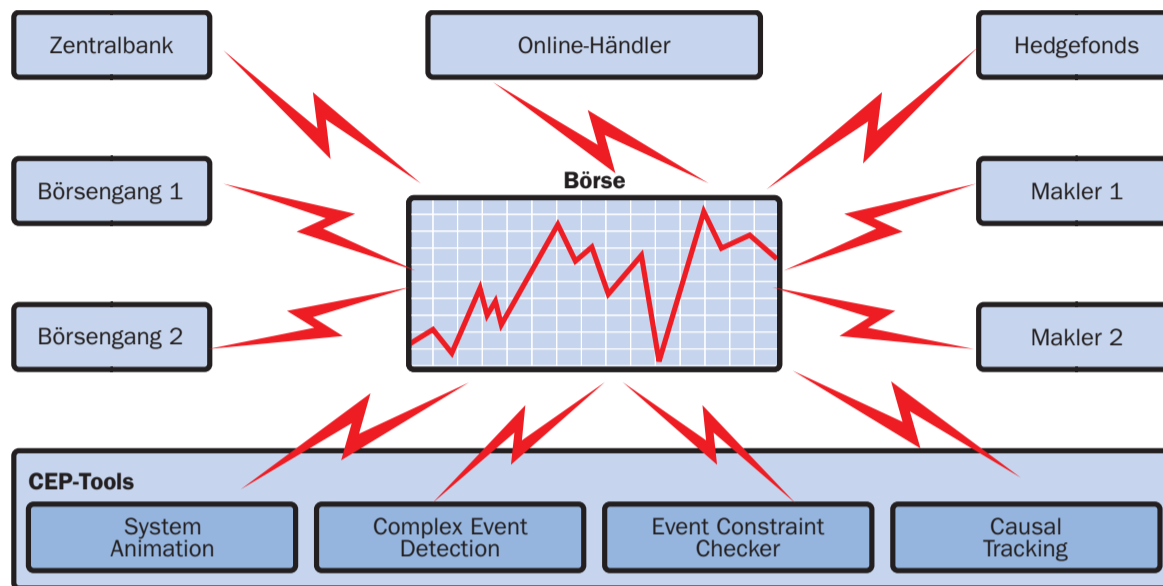 Zentralbank
Online-Händler
Hedgefonds
Börsengang 1
Börse
Makler 1
Börsengang 2
Makler 2
CEP-Tools
System
Animation
Complex Event
Detection
Event Constraint
Checker
Causal
Tracking